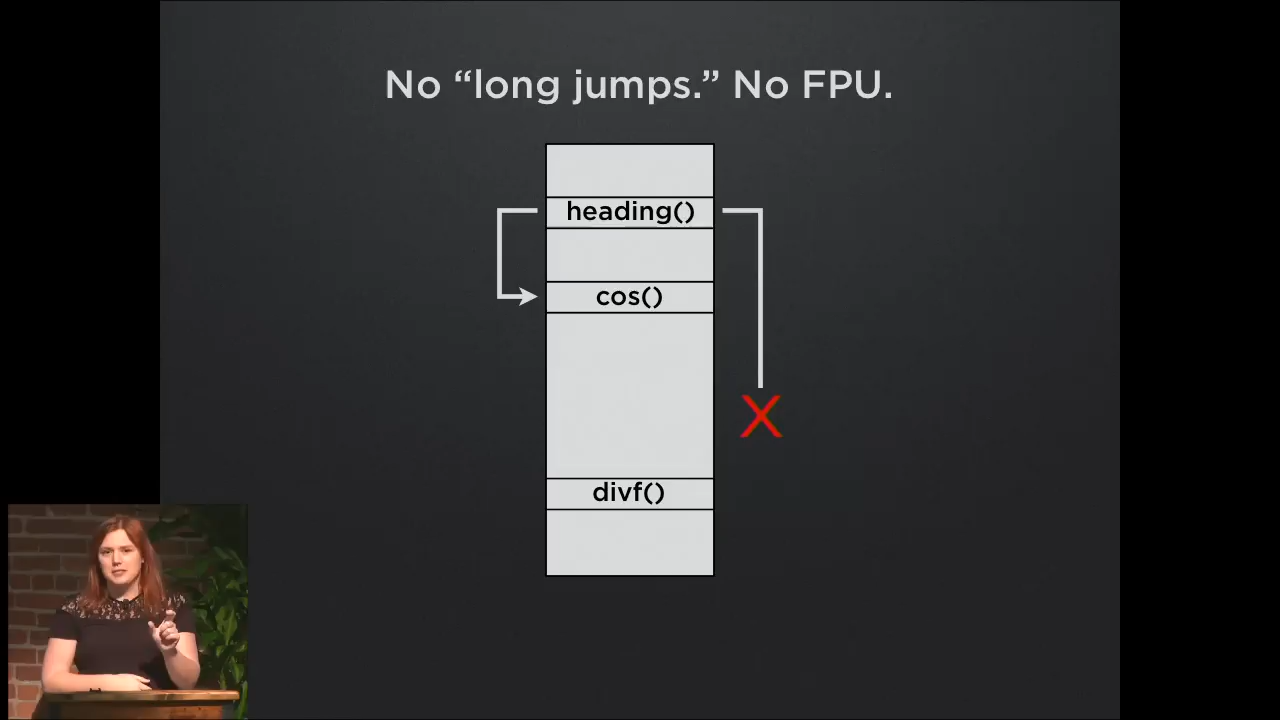 No “long jumps.” No FPU.
heading()
cos()
divf()
X